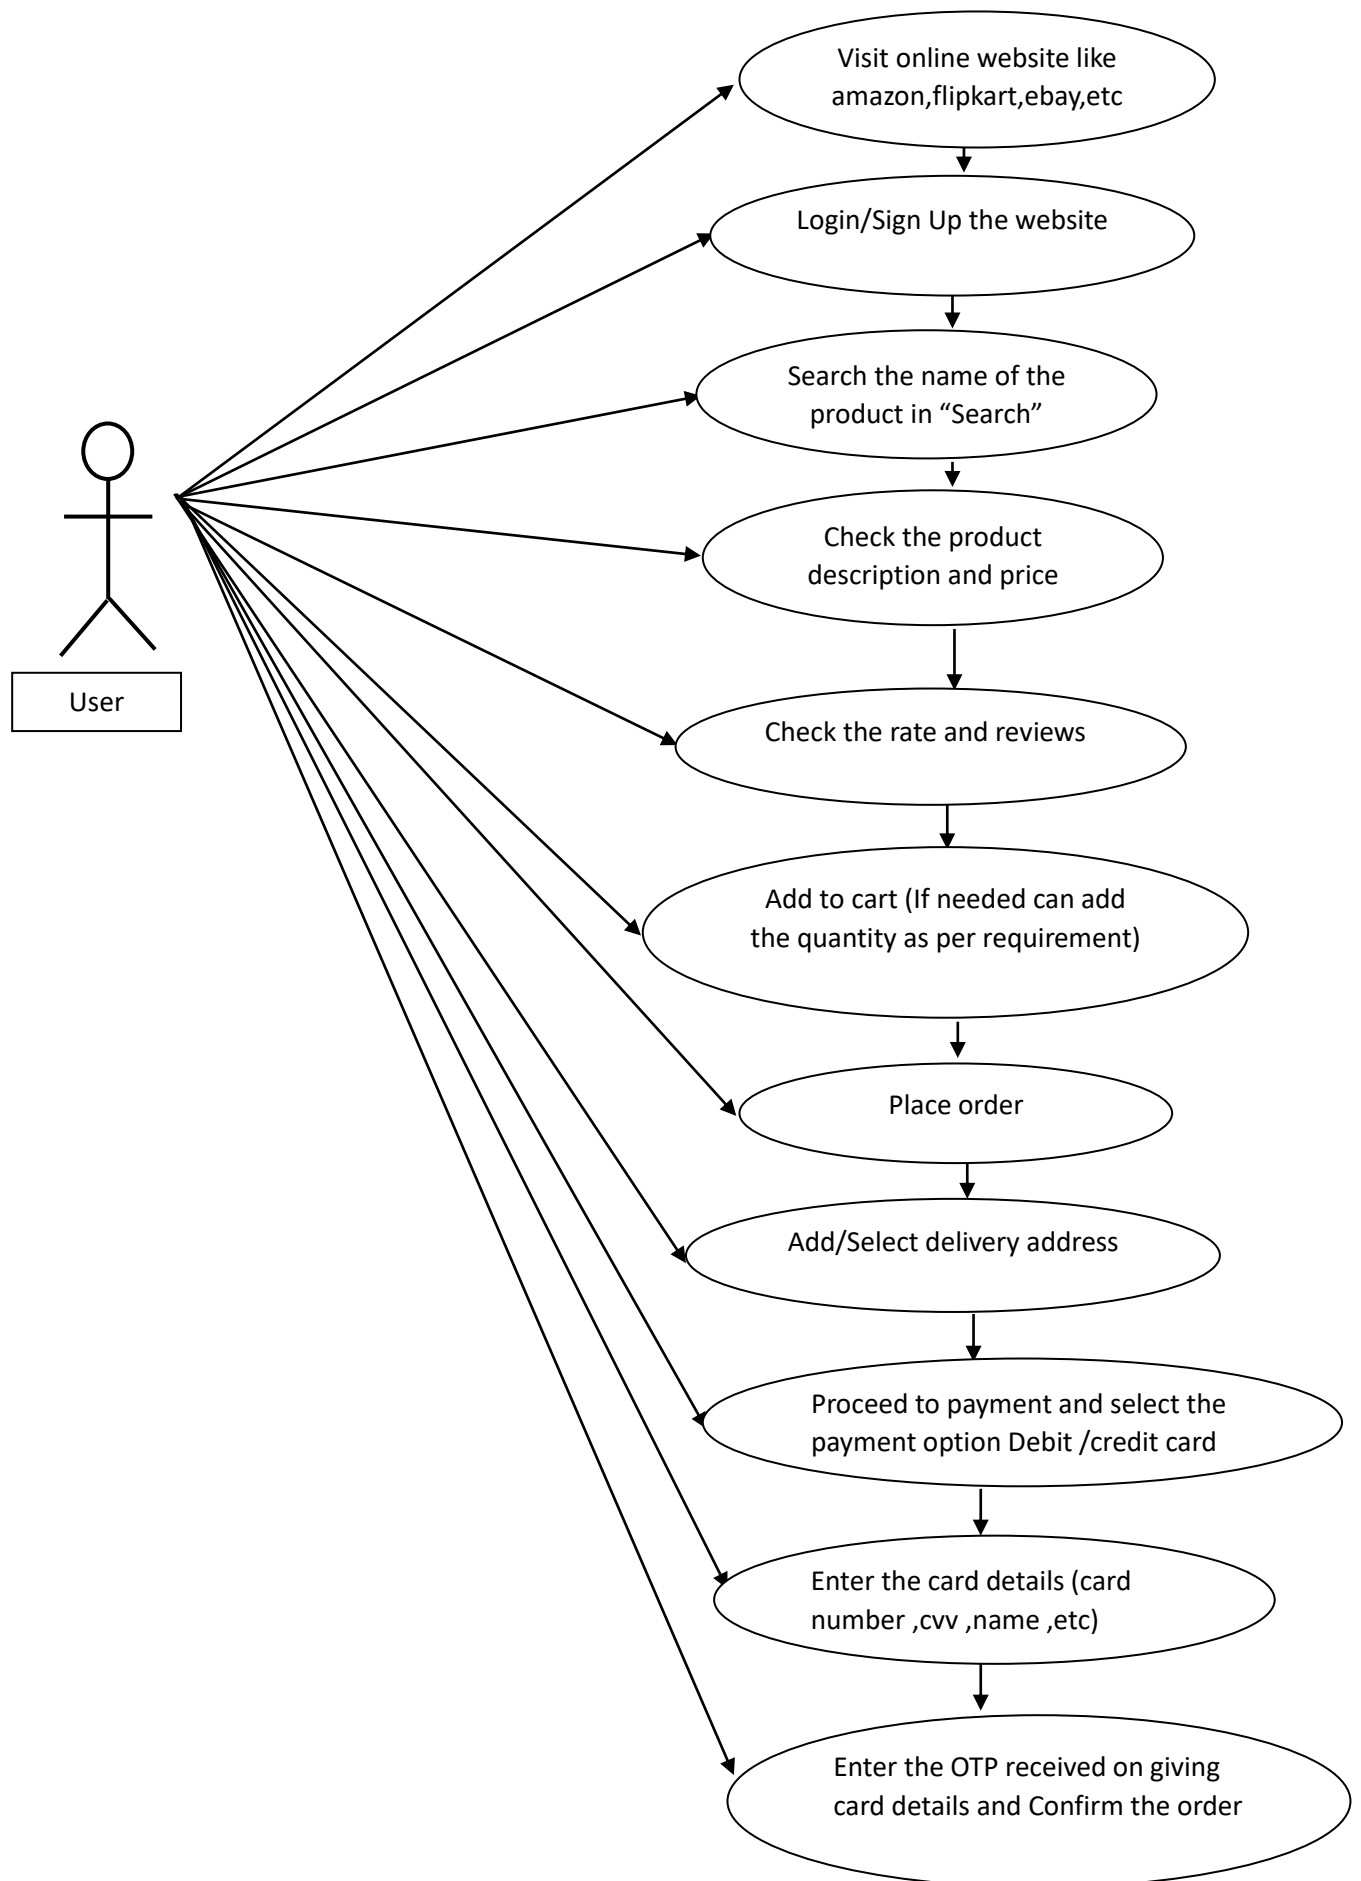 Visit online website like
amazon,flipkart,ebay,etc
Login/Sign Up the website
Search the name of the
product in “Search”
Check the product
description and price
User
Check the rate and reviews
Add to cart (If needed can add
the quantity as per requirement)
Place order
Add/Select delivery address
Proceed to payment and select the
payment option Debit /credit card
Enter the card details (card
number ,cvv ,name ,etc)
Enter the OTP received on giving
card details and Confirm the order